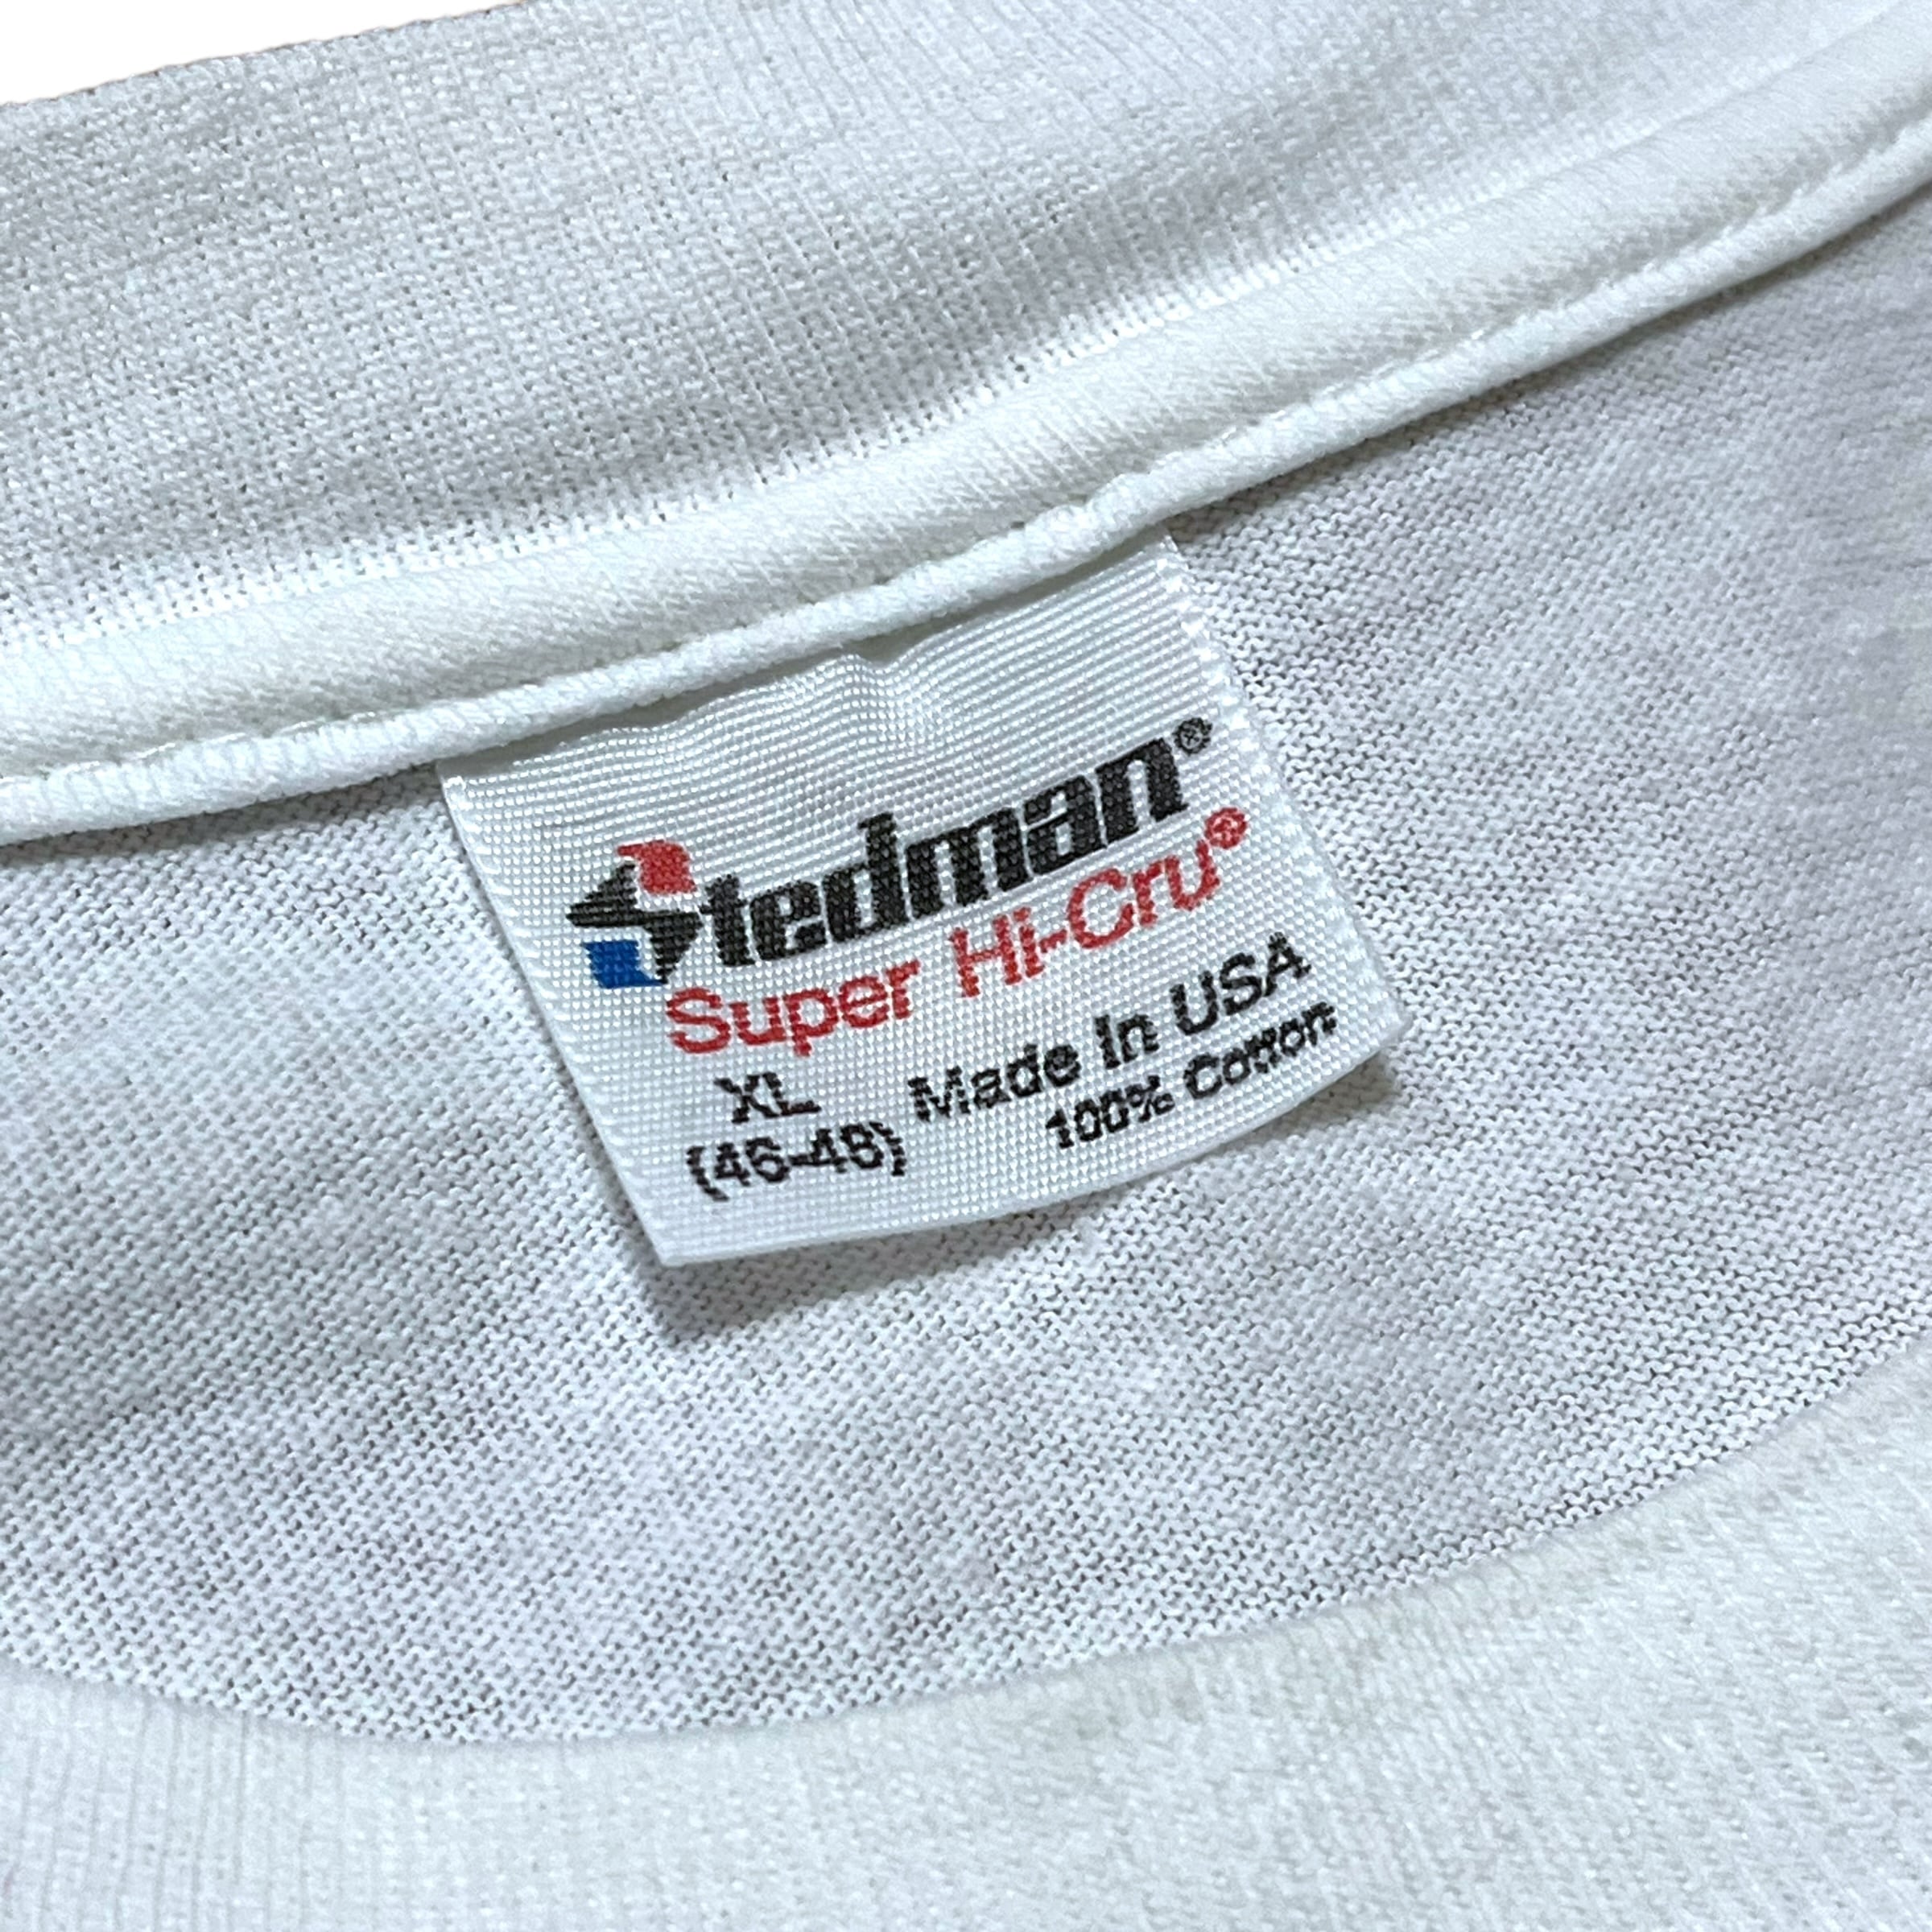 Stedman®
Super Hi-Cru®
XL Made In USA
(46-48) 100% Cotton